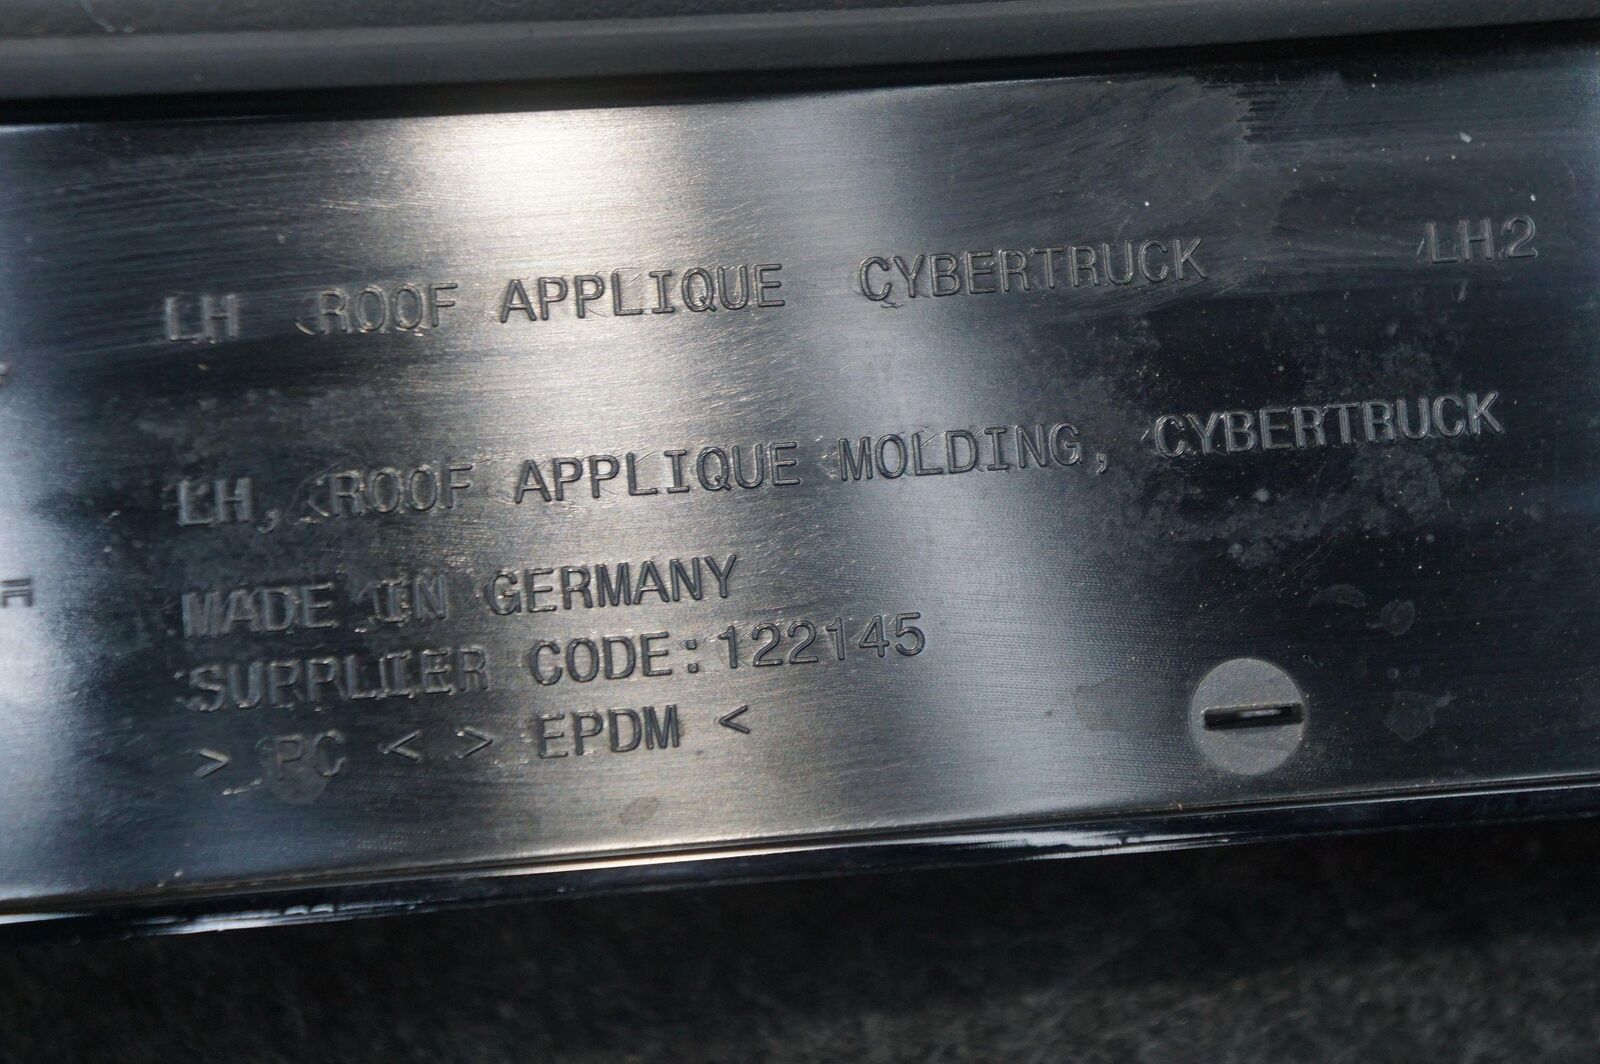 LH ROOF APPLIQUE CYBERTRUCK LH2
LH, ROOF APPLIQUE MOLDING, CYBERTRUCK
MADE IN GERMANY
SUPPLIER CODE:122145
> PC < > EPDM <